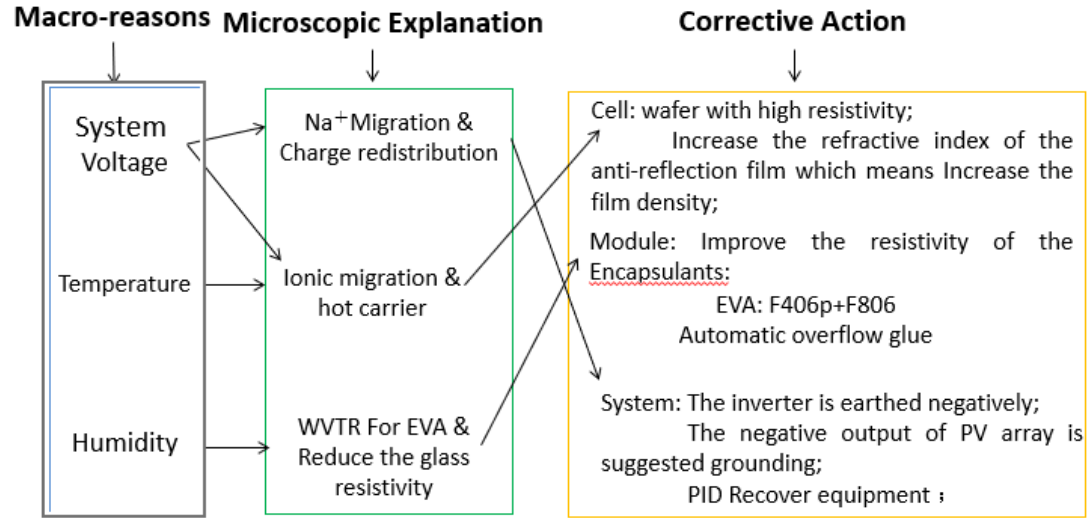 Macro-reasons
Microscopic Explanation
Corrective Action
System
Voltage
Temperature
Humidity
Na⁺Migration &
Charge redistribution
Ionic migration &
hot carrier
WVTR For EVA &
Reduce the glass
resistivity
Cell: wafer with high resistivity;
Increase the refractive index of the
anti-reflection film which means Increase the
film density;
Module: Improve the resistivity of the
Encapsulants:
EVA: F406p+F806
Automatic overflow glue
System: The inverter is earthed negatively;
The negative output of PV array is
suggested grounding;
PID Recover equipment；